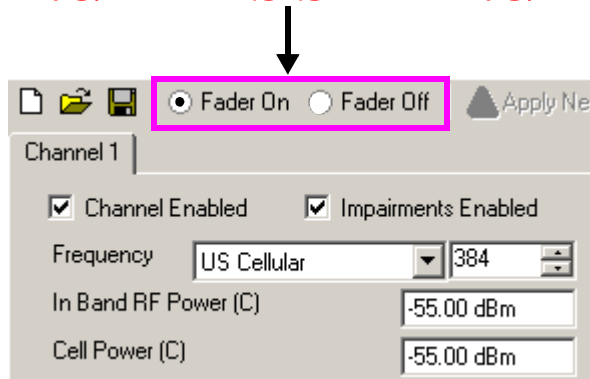 Fader On Fader Off Apply Ne
Channel 1
Channel Enabled Impairments Enabled
Frequency US Cellular 384
In Band RF Power (C) -55.00 dBm
Cell Power (C) -55.00 dBm